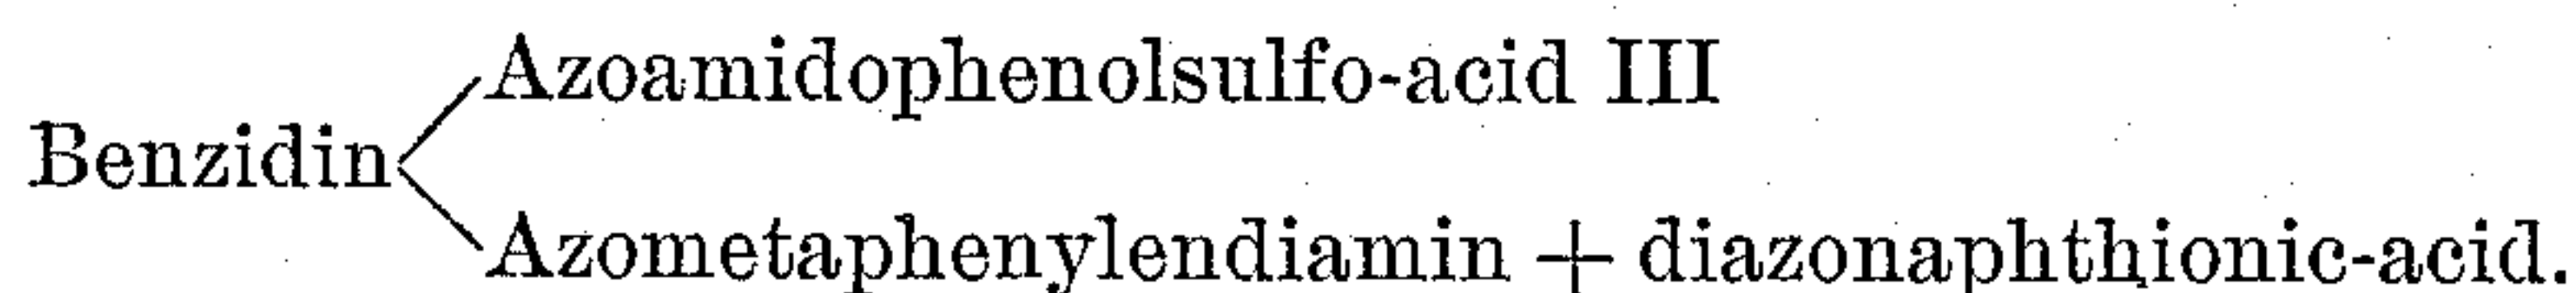 Azoamidophenolsulfo-acid III
Benzidin
Azometaphenylendiamin + diazonaphthionic-acid.